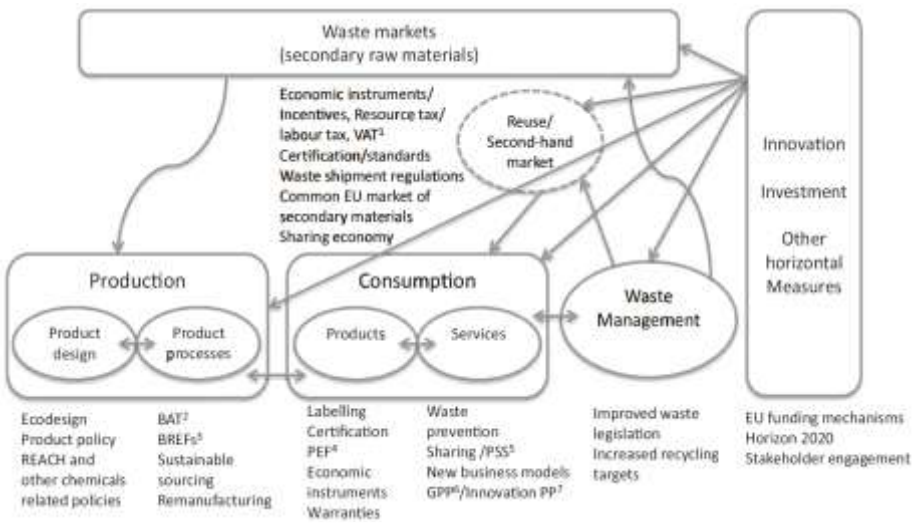 Waste markets
(secondary raw materials)
Economic instruments/
Incentives, Resource tax/
labour tax, VAT¹
Certification/standards
Waste shipment regulations
Common EU market of
secondary materials
Sharing economy
Reuse/
Second-hand
market
Innovation
Investment
Other
horizontal
Measures
Production
Product
design
Product
processes
Consumption
Products
Services
Waste
Management
Ecodesign
Product policy
REACH and
other chemicals
related policies
BAT²
BREFs³
Sustainable
sourcing
Remanufacturing
Labelling
Certification
PEF⁴
Economic
instruments
Warranties
Waste
prevention
Sharing /PSS⁵
New business models
GPP⁶/Innovation PP⁷
Improved waste
legislation
Increased recycling
targets
EU funding mechanisms
Horizon 2020
Stakeholder engagement